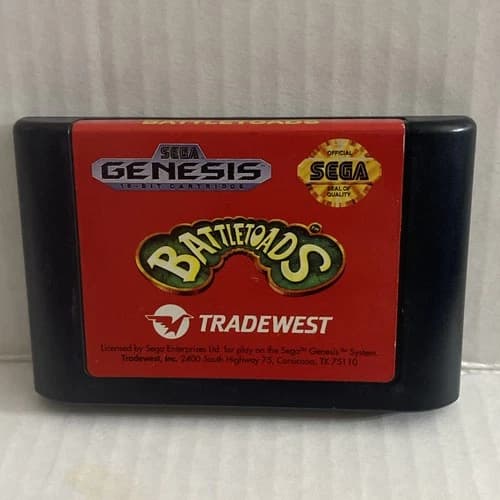 BATTLETOADS
SEGA
GENESIS
16-BIT CARTRIDGE
OFFICIAL
SEGA
SEAL OF
QUALITY
BATTLETOADS™
TRADEWEST
Licensed by Sega Enterprises Ltd. for play on the Sega™ Genesis™ System.
Tradewest, Inc. 2400 South Highway 75, Corsicana, TX 75110